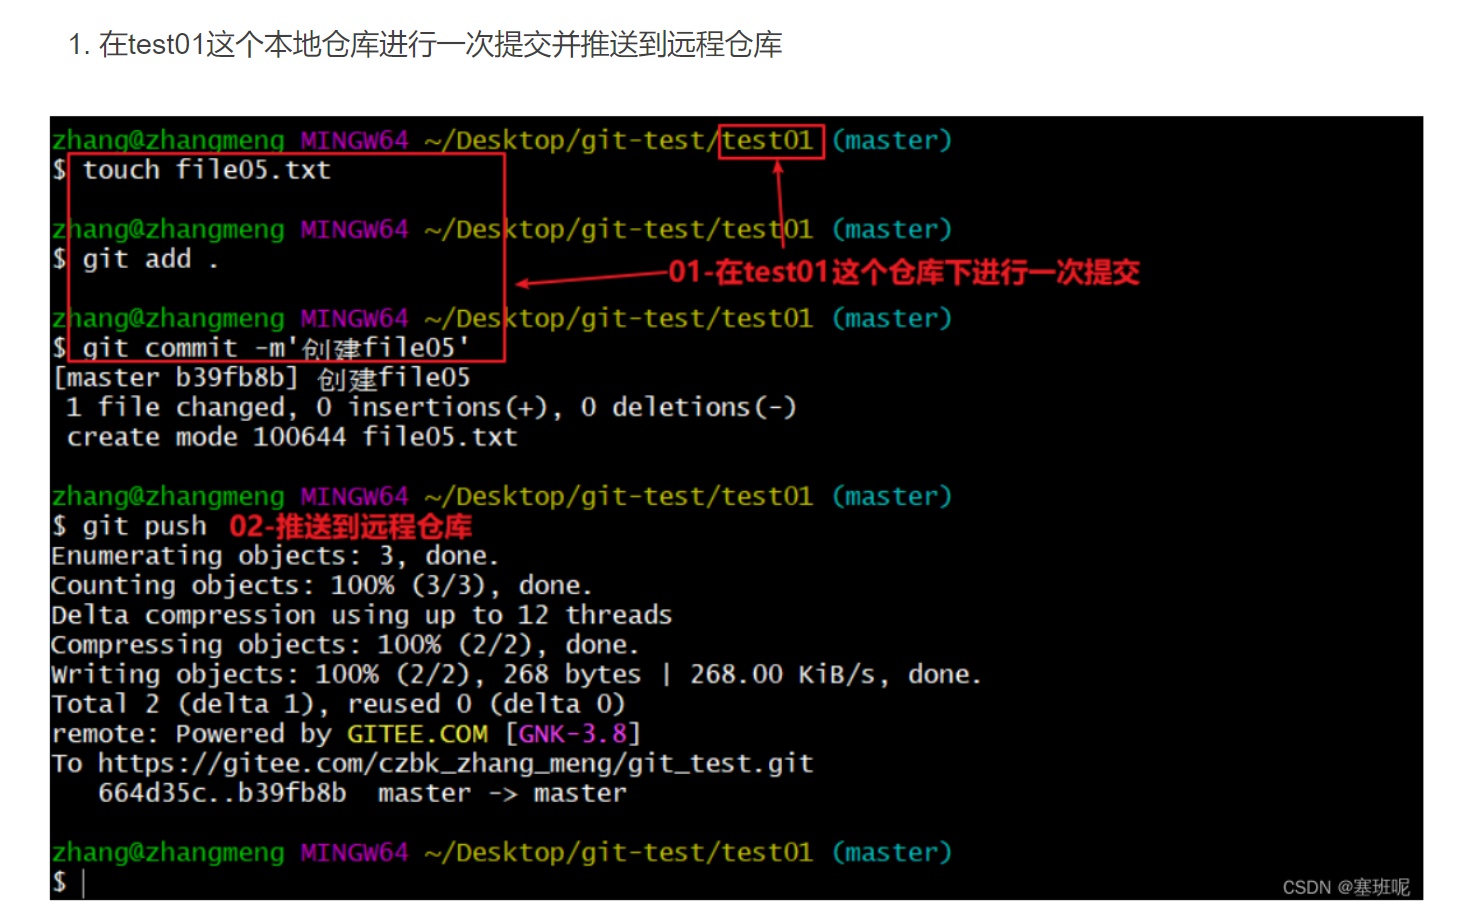 1. 在test01这个本地仓库进行一次提交并推送到远程仓库
zhang@zhangmeng MINGW64 ~/Desktop/git-test/test01 (master)
$ touch file05.txt
zhang@zhangmeng MINGW64 ~/Desktop/git-test/test01 (master)
$ git add .
01-在test01这个仓库下进行一次提交
zhang@zhangmeng MINGW64 ~/Desktop/git-test/test01 (master)
$ git commit -m'创建file05'
[master b39fb8b] 创建file05
 1 file changed, 0 insertions(+), 0 deletions(-)
 create mode 100644 file05.txt
zhang@zhangmeng MINGW64 ~/Desktop/git-test/test01 (master)
$ git push 02-推送到远程仓库
Enumerating objects: 3, done.
Counting objects: 100% (3/3), done.
Delta compression using up to 12 threads
Compressing objects: 100% (2/2), done.
Writing objects: 100% (2/2), 268 bytes | 268.00 KiB/s, done.
Total 2 (delta 1), reused 0 (delta 0)
remote: Powered by GITEE.COM [GNK-3.8]
To https://gitee.com/czbk_zhang_meng/git_test.git
   664d35c..b39fb8b  master -> master
zhang@zhangmeng MINGW64 ~/Desktop/git-test/test01 (master)
$
CSDN @塞班呢